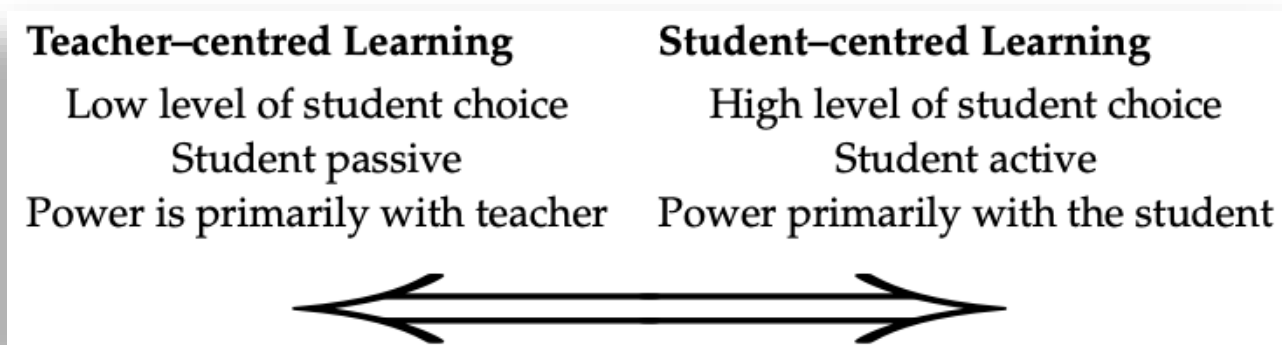 Teacher–centred Learning
Low level of student choice
Student passive
Power is primarily with teacher
Student–centred Learning
High level of student choice
Student active
Power primarily with the student